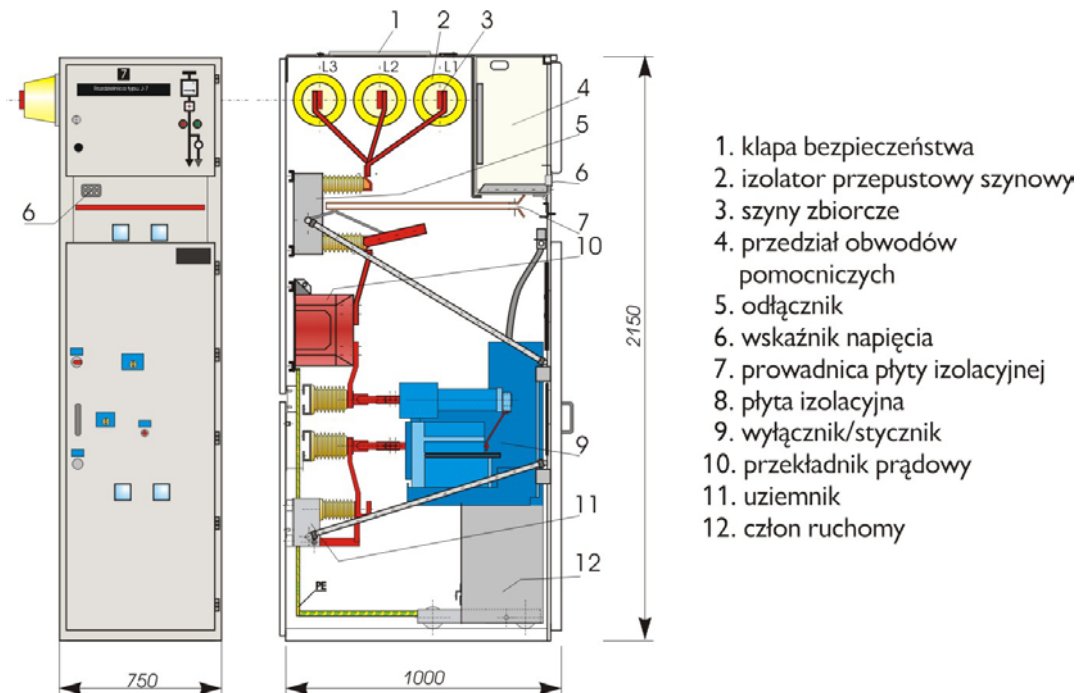 1
2
3
4
5
6
7
10
9
11
12
6
7
Rozdzielnica typu J-7
L3
L2
L1
PE
2150
750
1000
1. klapa bezpieczeństwa
2. izolator przepustowy szynowy
3. szyny zbiorcze
4. przedział obwodów
pomocniczych
5. odłącznik
6. wskaźnik napięcia
7. prowadnica płyty izolacyjnej
8. płyta izolacyjna
9. wyłącznik/stycznik
10. przekładnik prądowy
11. uziemnik
12. człon ruchomy